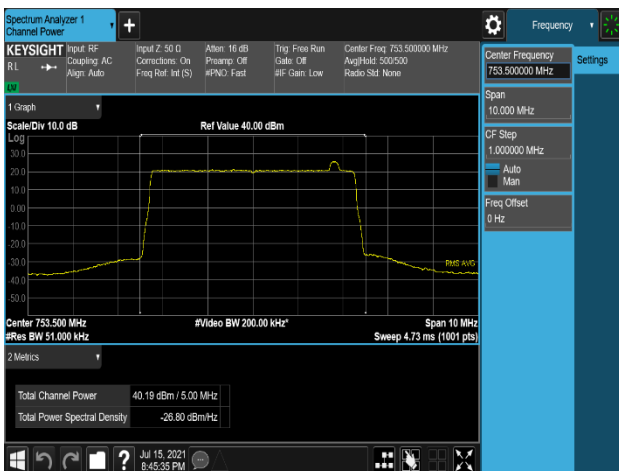 Spectrum Analyzer 1
Channel Power
+
Frequency
KEYSIGHT
RL
LW
Input: RF
Coupling: AC
Align: Auto
Input Z: 50 Ω
Corrections: On
Freq Ref: Int (S)
Atten: 16 dB
Preamp: Off
#PNO: Fast
Trig: Free Run
Gate: Off
#IF Gain: Low
Center Freq: 753.500000 MHz
Avg|Hold: 500/500
Radio Std: None
Center Frequency
753.500000 MHz
Settings
Span
10.000 MHz
CF Step
1.000000 MHz
Auto
Man
Freq Offset
0 Hz
1 Graph
Scale/Div 10.0 dB
Ref Value 40.00 dBm
Log
30.0
20.0
10.0
0.00
-10.0
-20.0
-30.0
-40.0
-50.0
RMS AVG
Center 753.500 MHz
#Video BW 200.00 kHz*
Span 10 MHz
#Res BW 51.000 kHz
Sweep 4.73 ms (1001 pts)
2 Metrics
Total Channel Power 40.19 dBm / 5.00 MHz
Total Power Spectral Density -26.80 dBm/Hz
?
Jul 15, 2021
8:45:35 PM